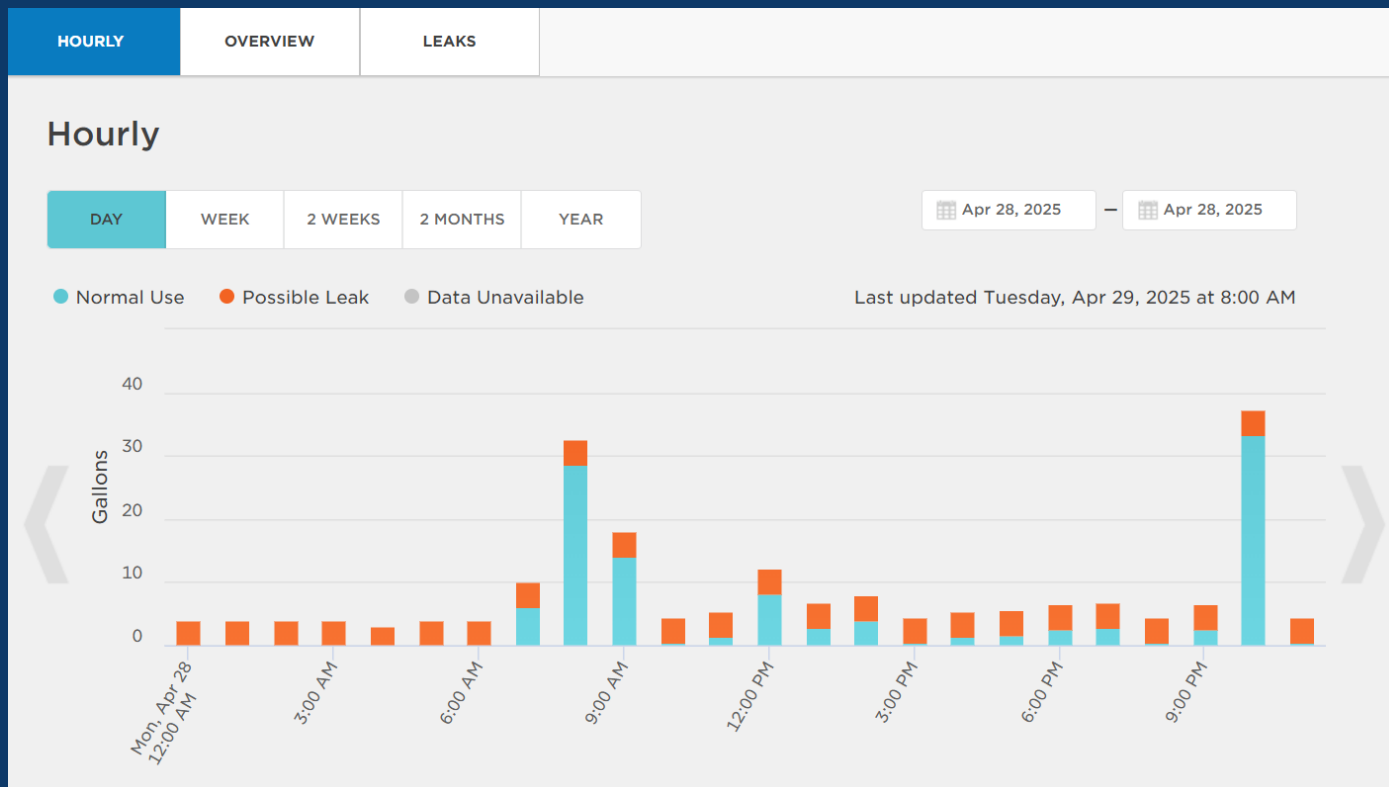 HOURLY OVERVIEW LEAKS
Hourly
DAY WEEK 2 WEEKS 2 MONTHS YEAR
Apr 28, 2025 – Apr 28, 2025
Normal Use Possible Leak Data Unavailable
Last updated Tuesday, Apr 29, 2025 at 8:00 AM
Gallons
40
30
20
10
0
Mon, Apr 28
12:00 AM
3:00 AM
6:00 AM
9:00 AM
12:00 PM
3:00 PM
6:00 PM
9:00 PM